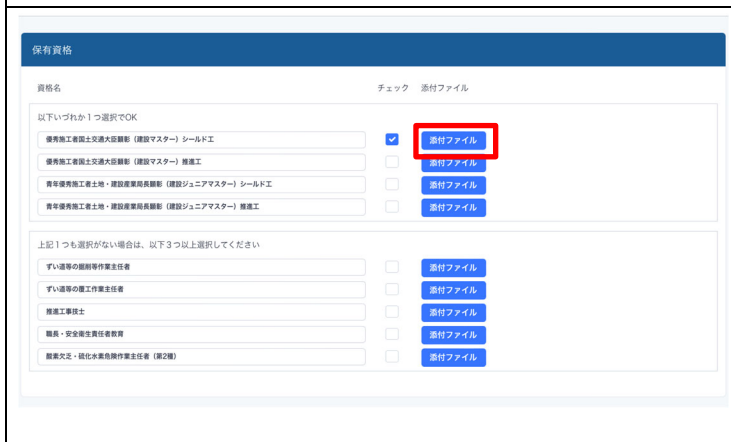 保有資格
資格名 チェック 添付ファイル
以下いづれか１つ選択でOK
優秀施工者国土交通大臣顕彰（建設マスター）シールド工 添付ファイル
優秀施工者国土交通大臣顕彰（建設マスター）推進工 添付ファイル
青年優秀施工者土地・建設産業局長顕彰（建設ジュニアマスター）シールド工 添付ファイル
青年優秀施工者土地・建設産業局長顕彰（建設ジュニアマスター）推進工 添付ファイル
上記１つも選択がない場合は、以下３つ以上選択してください
ずい道等の掘削等作業主任者 添付ファイル
ずい道等の覆工作業主任者 添付ファイル
推進工事技士 添付ファイル
職長・安全衛生責任者教育 添付ファイル
酸素欠乏・硫化水素危険作業主任者（第2種） 添付ファイル